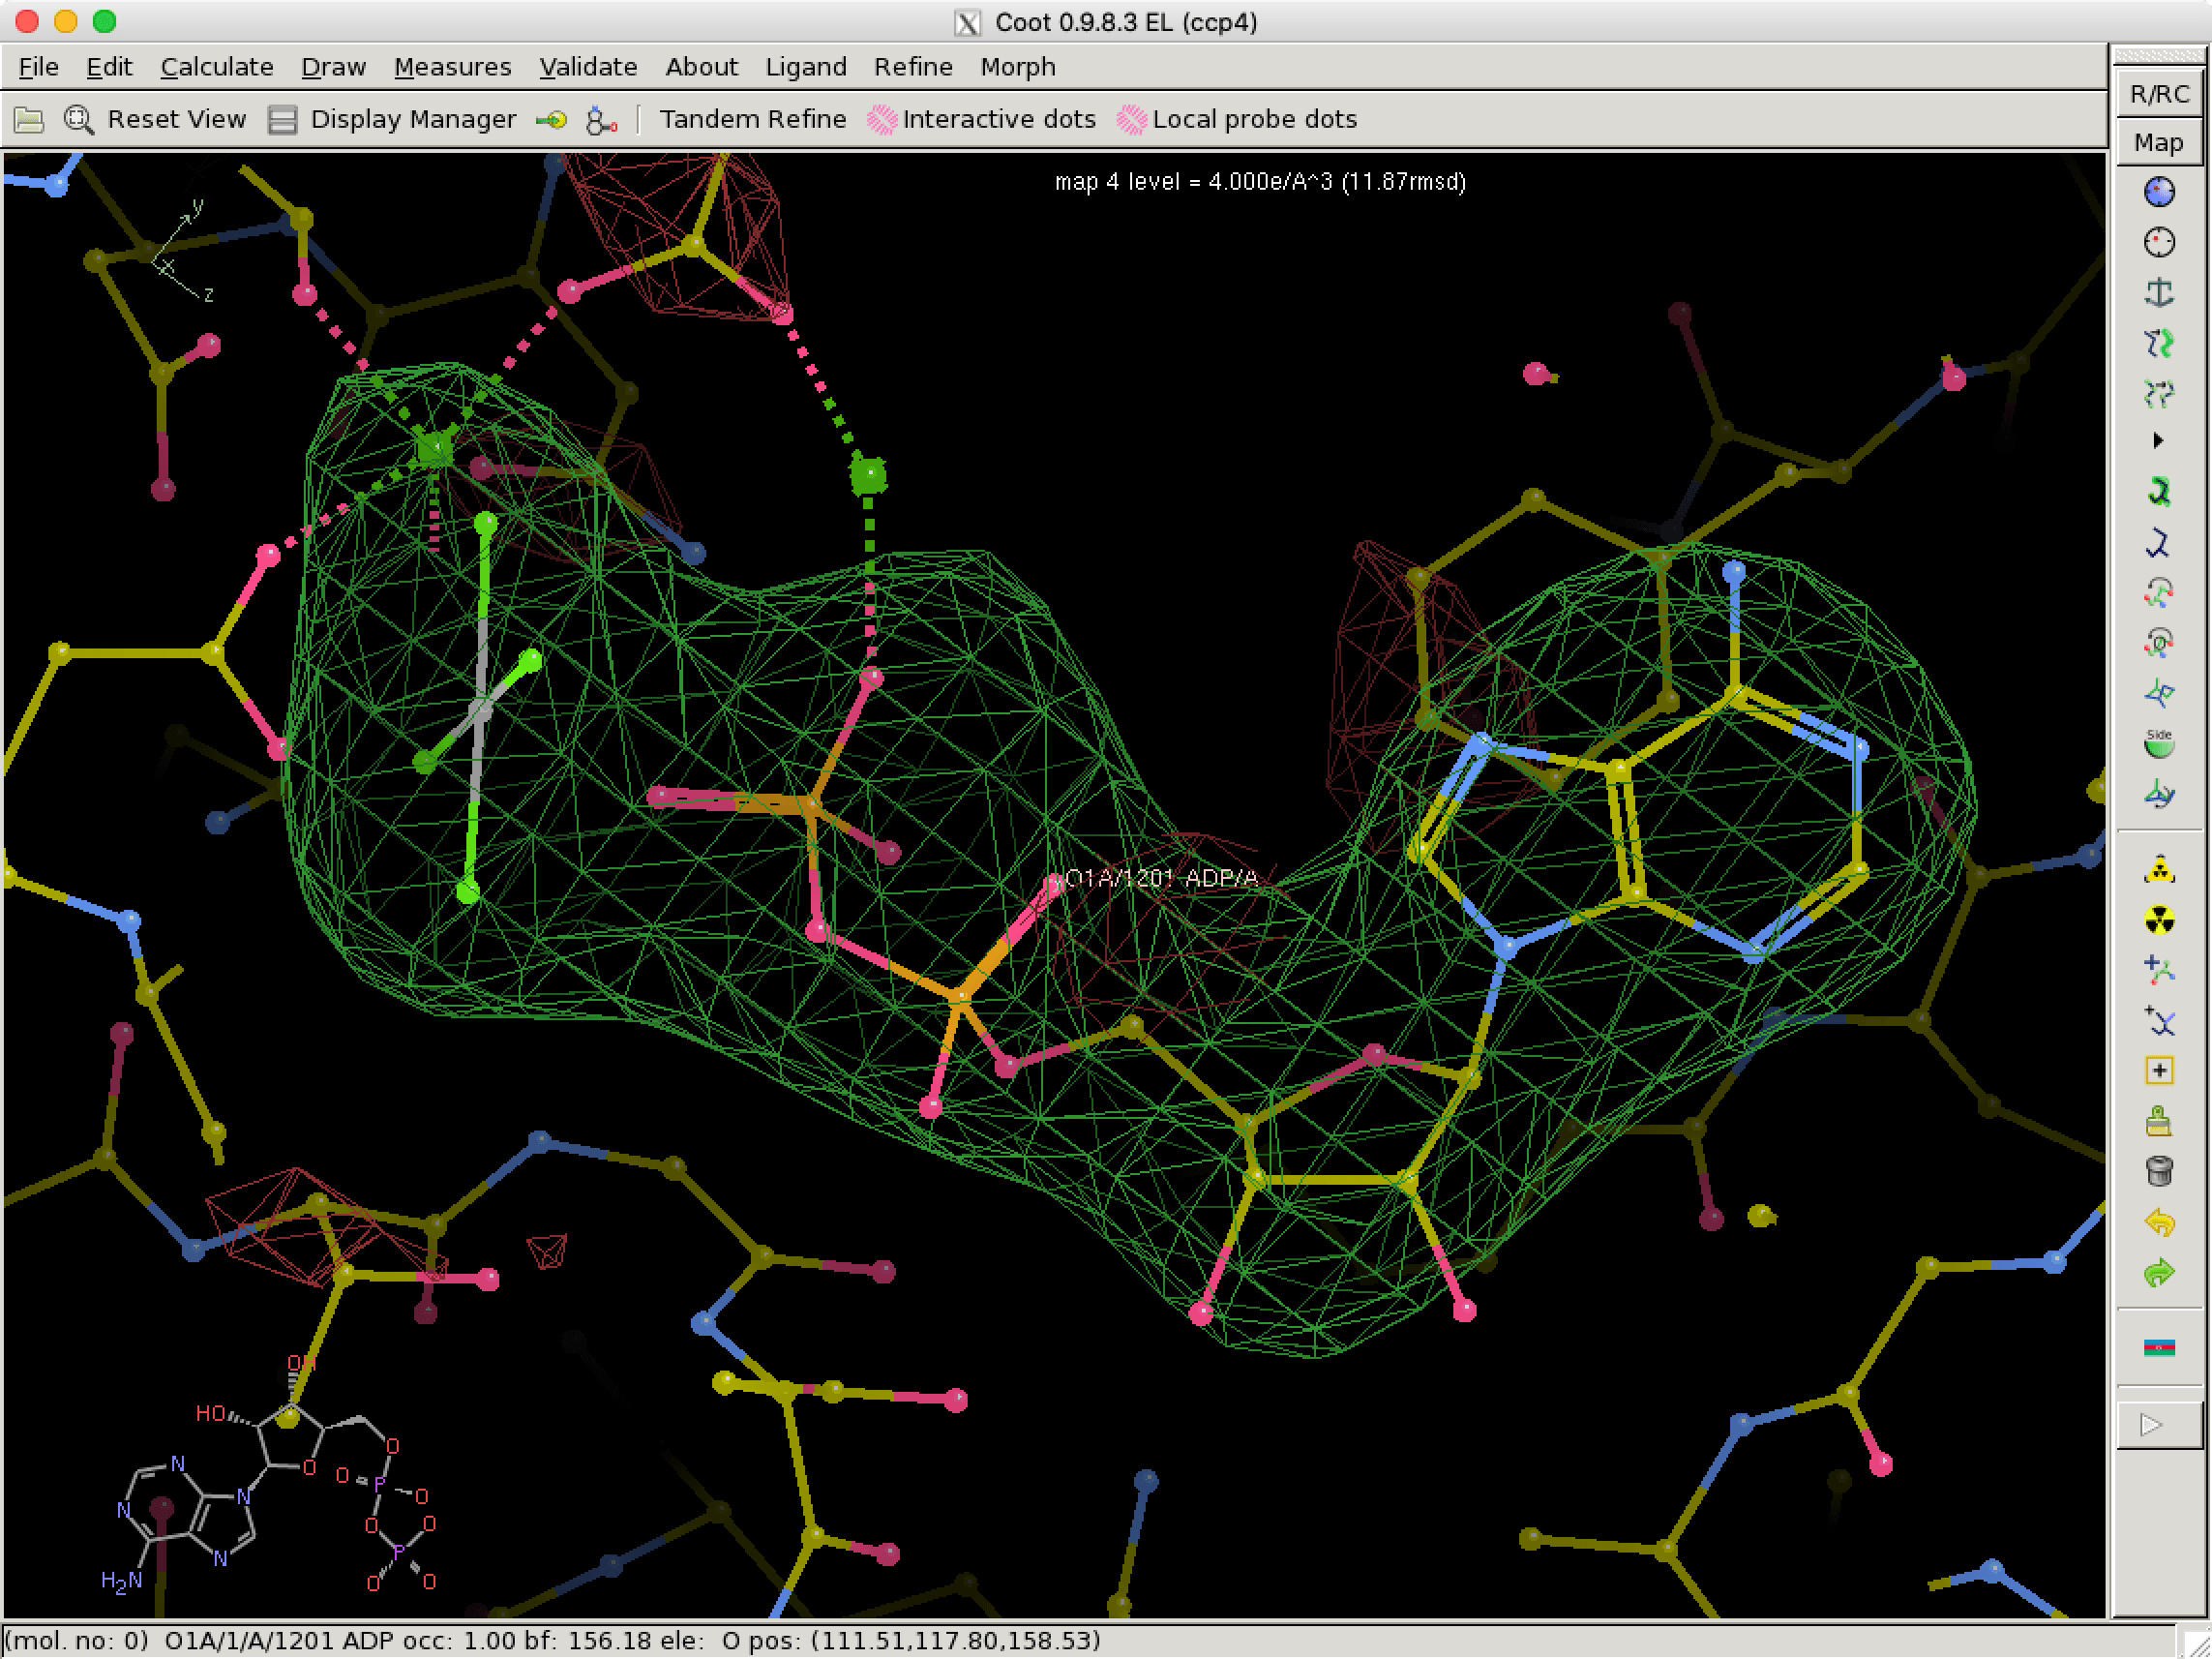 Coot 0.9.8.3 EL (ccp4)
File Edit Calculate Draw Measures Validate About Ligand Refine Morph
R/RC
Reset View Display Manager Tandem Refine Interactive dots Local probe dots
Map
map 4 level = 4.000e/A^3 (11.87rmsd)
y
x
z
Side
O1A/1201 ADP/A
OH
HO
O
O
O
P
O
N
N
N
O
O
P
N
H2N
O
O
(mol. no: 0) O1A/1/A/1201 ADP occ: 1.00 bf: 156.18 ele: O pos: (111.51,117.80,158.53)